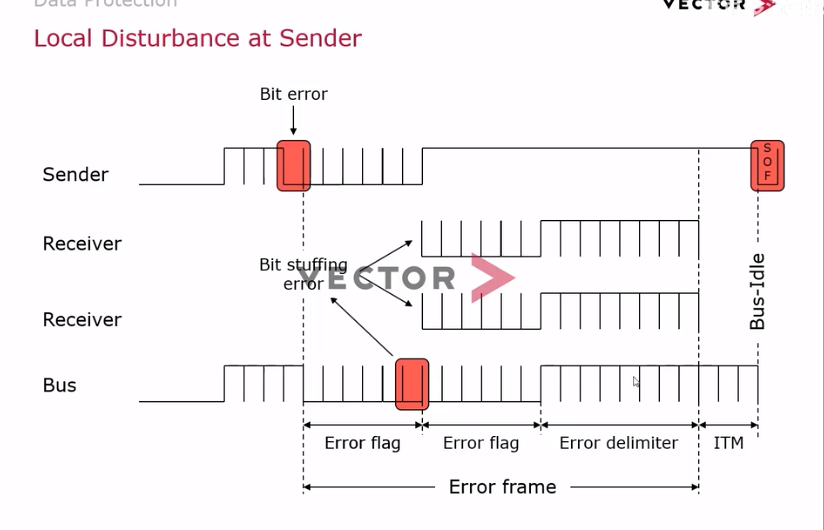 Data Protection
VECTOR
Local Disturbance at Sender
Bit error
Sender
S
O
F
Receiver
Bit stuffing
error
VECTOR
Receiver
Bus-Idle
Bus
Error flag
Error flag
Error delimiter
ITM
Error frame